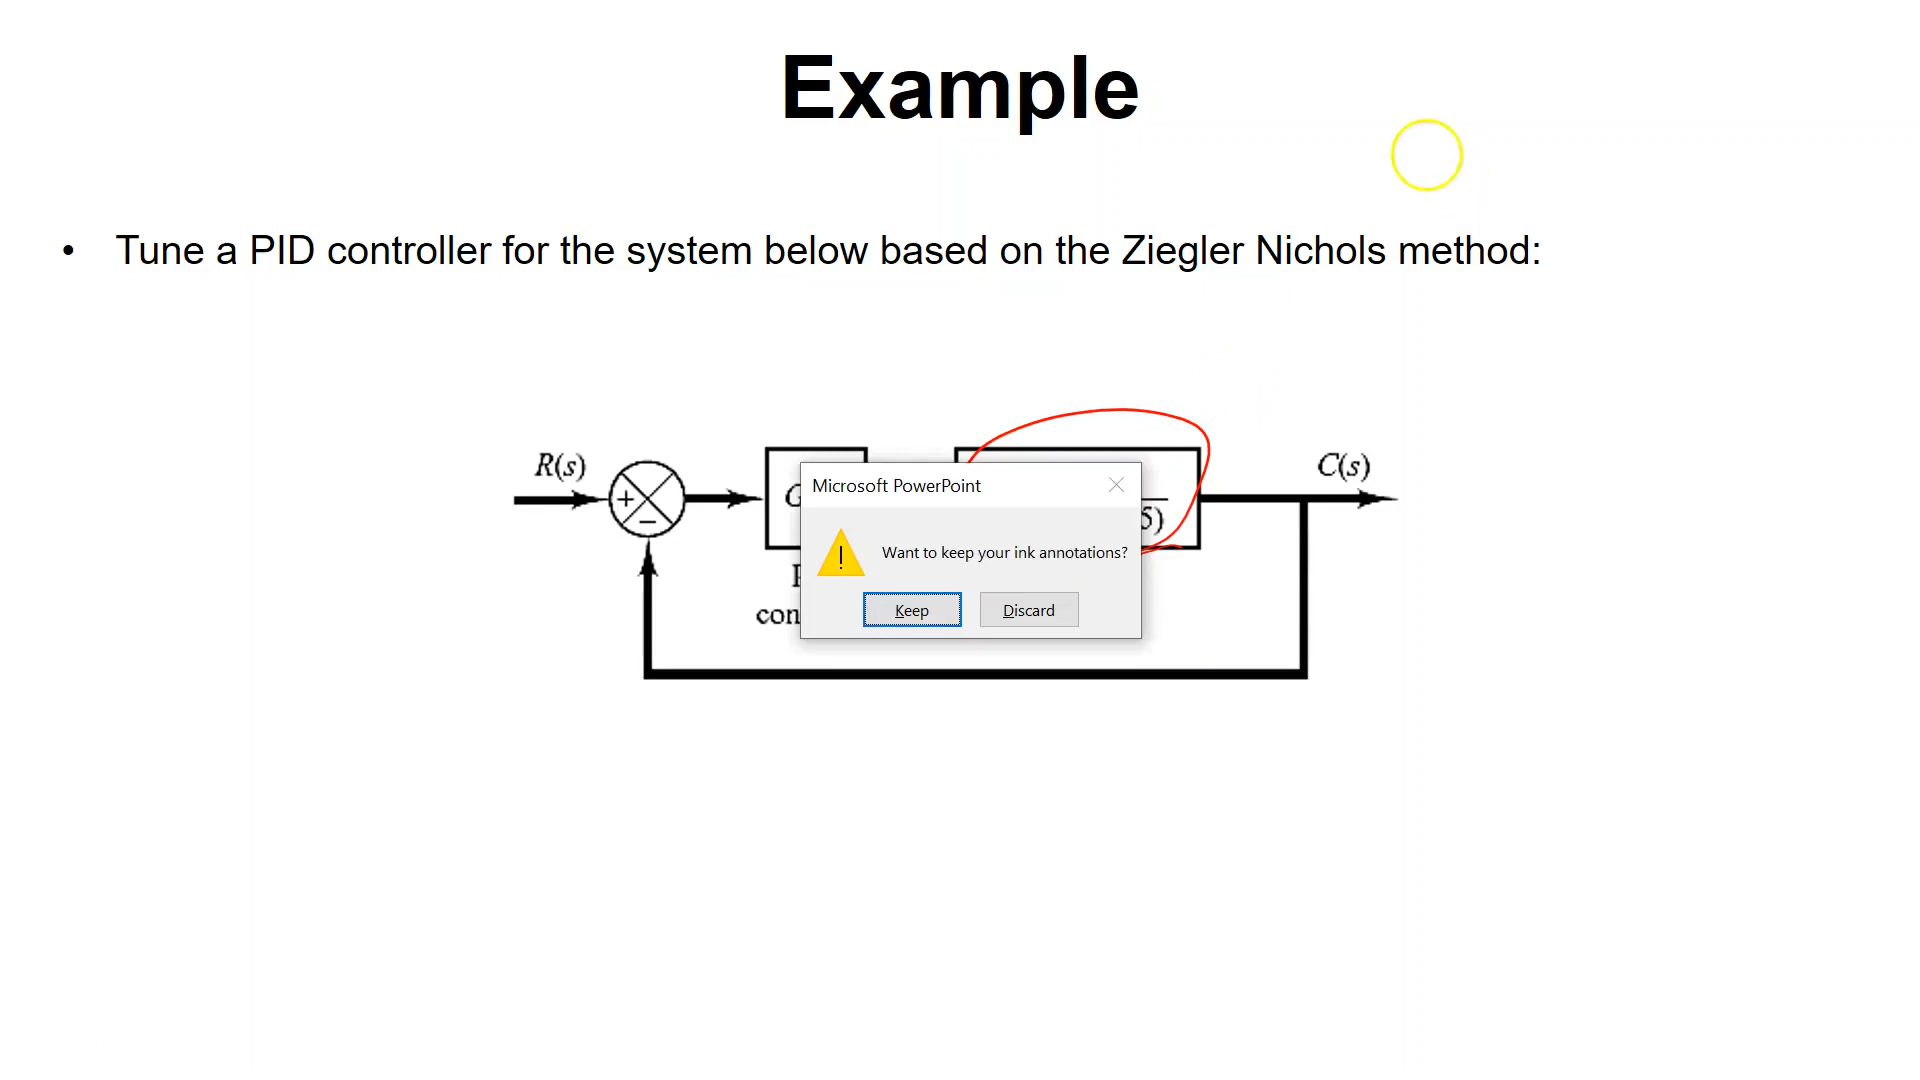 Example
• Tune a PID controller for the system below based on the Ziegler Nichols method:
R(s)
C(s)
+
−
G
5)
Microsoft PowerPoint
Want to keep your ink annotations?
Keep
Discard
con